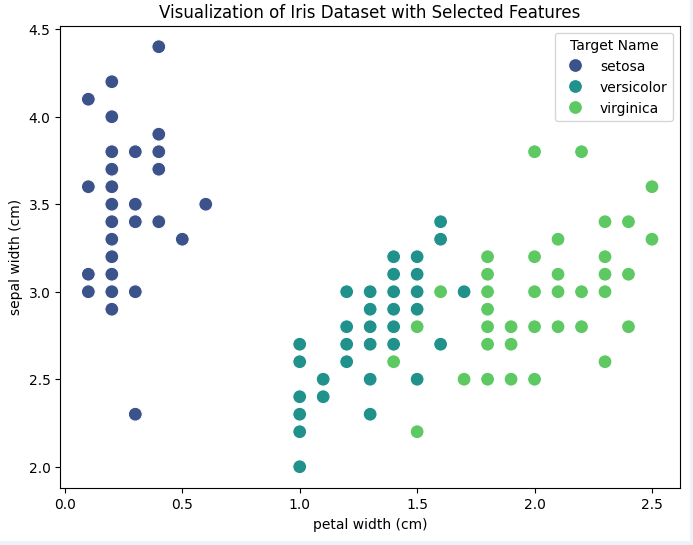 Visualization of Iris Dataset with Selected Features
4.5
4.0
3.5
3.0
2.5
2.0
sepal width (cm)
Target Name
setosa
versicolor
virginica
0.0 0.5 1.0 1.5 2.0 2.5
petal width (cm)